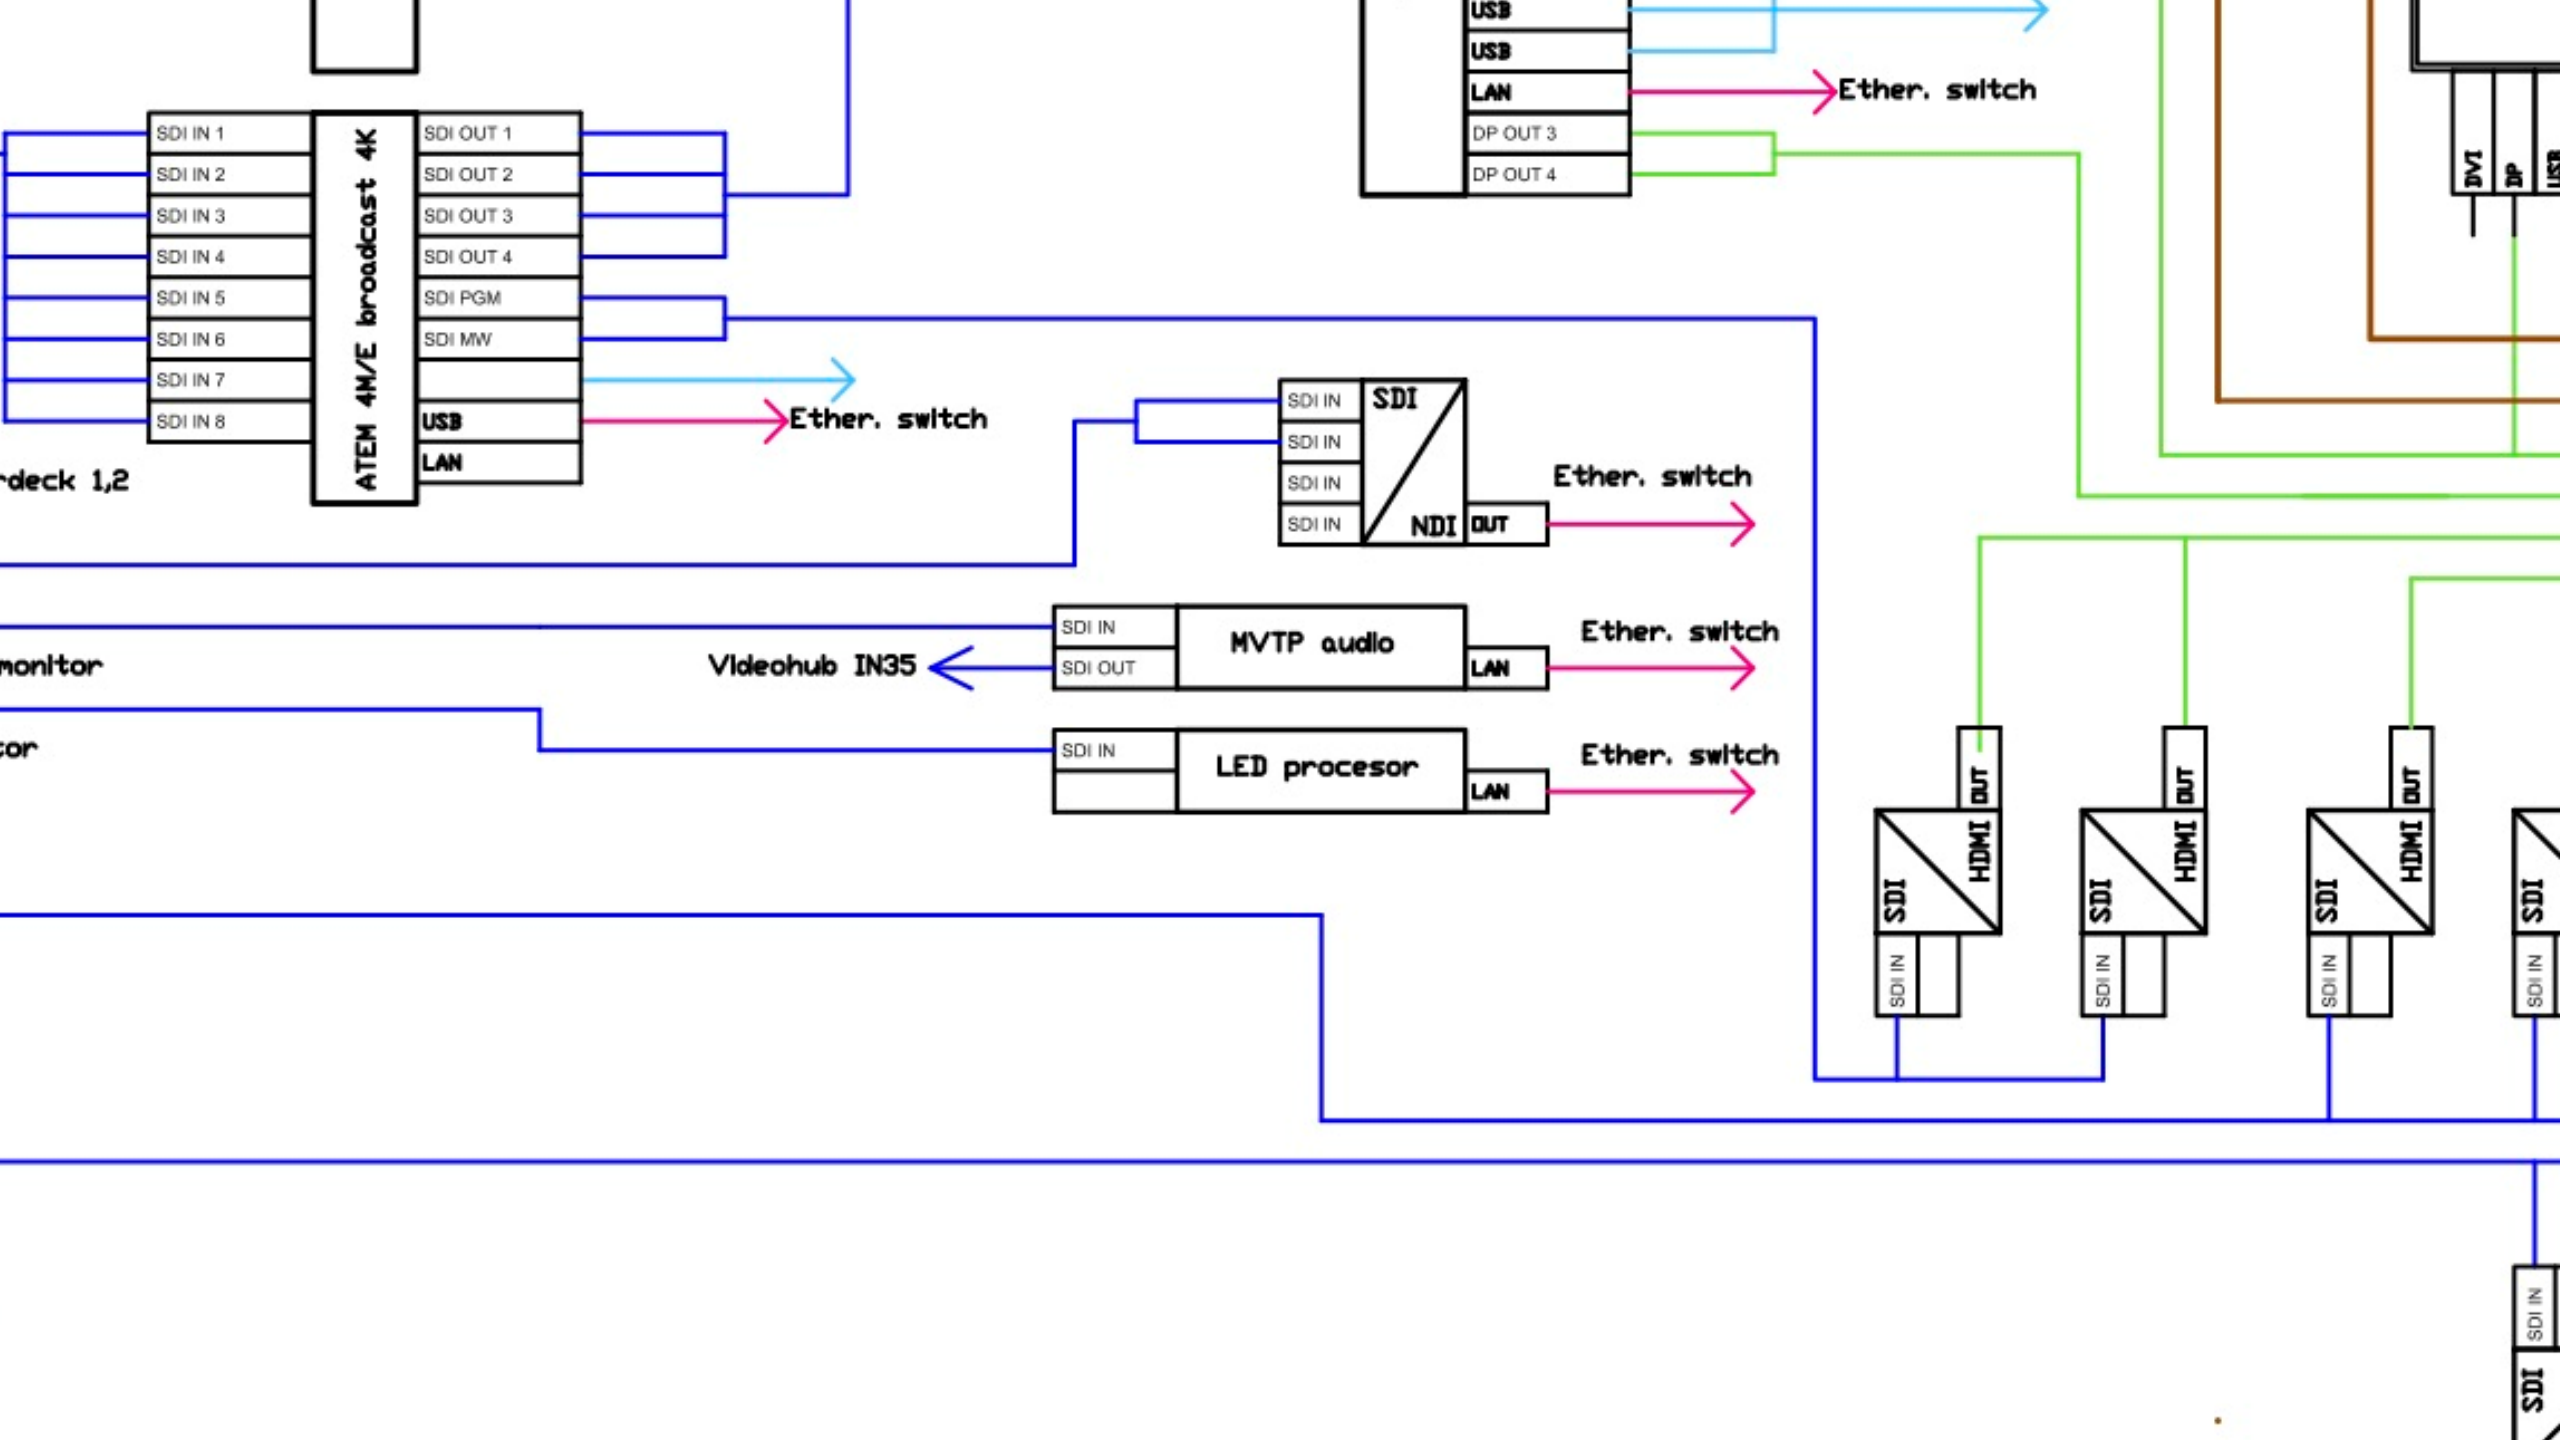 USB
USB
LAN
Ether. switch
DP OUT 3
DP OUT 4
DVI
DP
USB
SDI IN 1
SDI IN 2
SDI IN 3
SDI IN 4
SDI IN 5
SDI IN 6
SDI IN 7
SDI IN 8
ATEM 4M/E broadcast 4K
SDI OUT 1
SDI OUT 2
SDI OUT 3
SDI OUT 4
SDI PGM
SDI MW
USB
LAN
Ether. switch
rdeck 1,2
SDI IN
SDI IN
SDI IN
SDI IN
SDI
NDI
OUT
Ether. switch
monitor
Videohub IN35
SDI IN
SDI OUT
MVTP audio
LAN
Ether. switch
tor
SDI IN
LED procesor
LAN
Ether. switch
OUT
HDMI
SDI
SDI IN
OUT
HDMI
SDI
SDI IN
OUT
HDMI
SDI
SDI IN
SDI
SDI IN
SDI IN
SDI